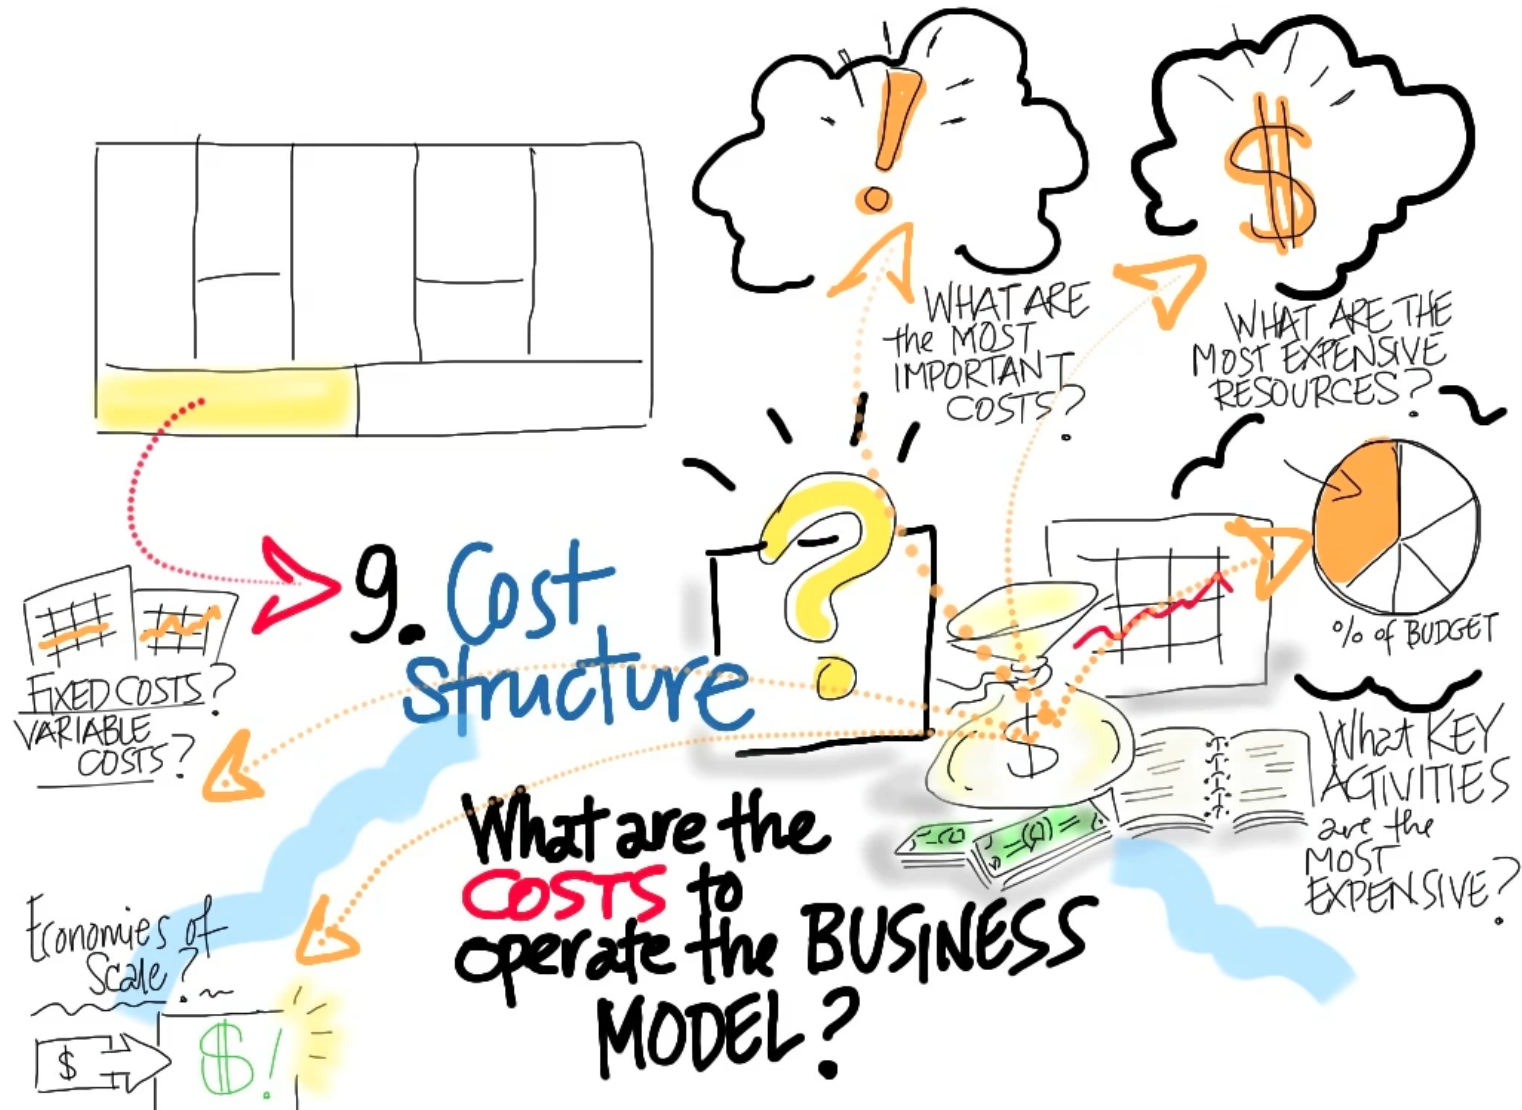 !
$
WHAT ARE
the MOST
IMPORTANT
COSTS?
WHAT ARE THE
MOST EXPENSIVE
RESOURCES?
% of BUDGET
9. Cost
structure
?
$
FIXED COSTS?
VARIABLE
COSTS?
What KEY
ACTIVITIES
are the
MOST
EXPENSIVE?
What are the
COSTS to
operate the BUSINESS
MODEL?
Economies of
Scale?
$
$!